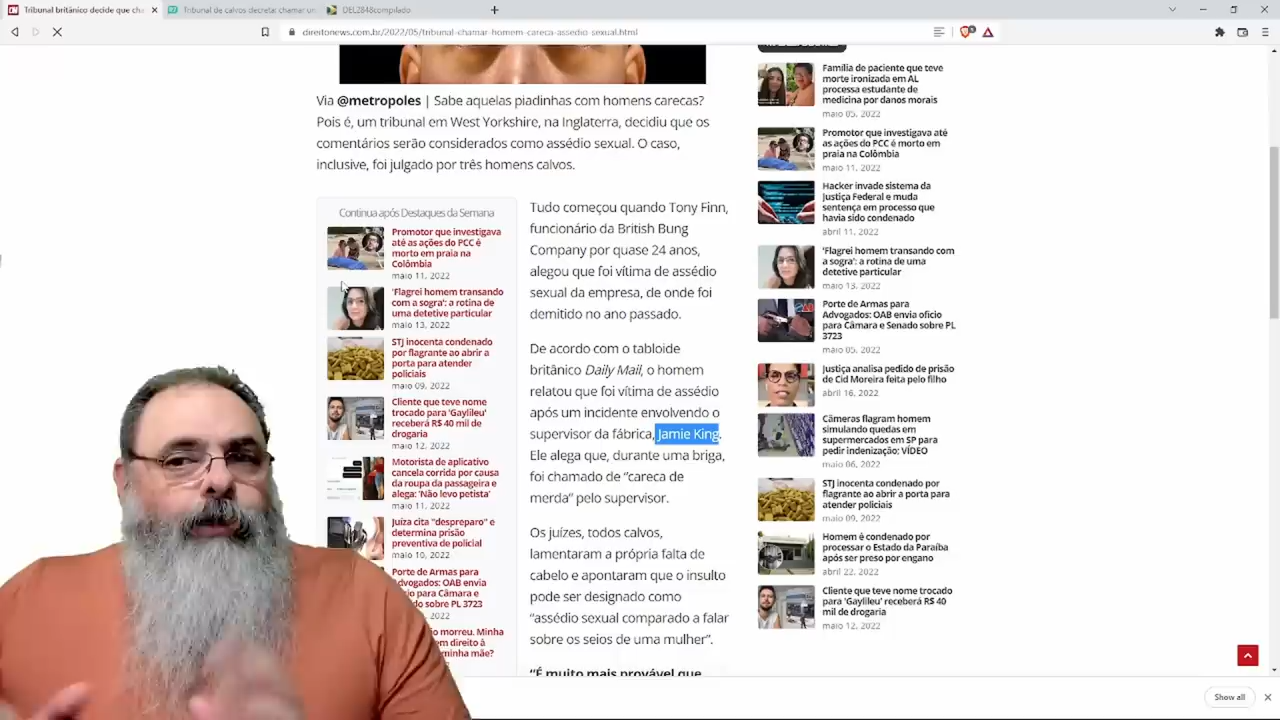 Tribunal britânico decide que ch
Tribunal de calvos decreta: chamar un
DEL2848compilado
direitonews.com.br/2022/05/tribunal-chamar-homem-careca-assedio-sexual.html
Via @metropoles | Sabe aquelas piadinhas com homens carecas?
Pois é, um tribunal em West Yorkshire, na Inglaterra, decidiu que os
comentários serão considerados como assédio sexual. O caso,
inclusive, foi julgado por três homens calvos.
Continua após Destaques da Semana
Promotor que investigava
até as ações do PCC é
morto em praia na
Colômbia
maio 11, 2022
'Flagrei homem transando
com a sogra': a rotina de
uma detetive particular
maio 13, 2022
STJ inocenta condenado
por flagrante ao abrir a
porta para atender
policiais
maio 09, 2022
Cliente que teve nome
trocado para 'Gaylileu'
receberá R$ 40 mil de
drogaria
maio 12, 2022
Motorista de aplicativo
cancela corrida por causa
da roupa da passageira e
alega: 'Não levo petista'
maio 11, 2022
Juíza cita "despreparo" e
determina prisão
preventiva de policial
maio 10, 2022
Porte de Armas para
Advogados: OAB envia
cio para Câmara e
do sobre PL 3723
, 2022
o morreu. Minha
em direito à
minha mãe?
Tudo começou quando Tony Finn,
funcionário da British Bung
Company por quase 24 anos,
alegou que foi vítima de assédio
sexual da empresa, de onde foi
demitido no ano passado.
De acordo com o tabloide
britânico Daily Mail, o homem
relatou que foi vítima de assédio
após um incidente envolvendo o
supervisor da fábrica, Jamie King.
Ele alega que, durante uma briga,
foi chamado de “careca de
merda” pelo supervisor.
Os juízes, todos calvos,
lamentaram a própria falta de
cabelo e apontaram que o insulto
pode ser designado como
“assédio sexual comparado a falar
sobre os seios de uma mulher”.
“É muito mais provável que
Família de paciente que teve
morte ironizada em AL
processa estudante de
medicina por danos morais
maio 05, 2022
Promotor que investigava até
as ações do PCC é morto em
praia na Colômbia
maio 11, 2022
Hacker invade sistema da
Justiça Federal e muda
sentença em processo que
havia sido condenado
abril 11, 2022
'Flagrei homem transando com
a sogra': a rotina de uma
detetive particular
maio 13, 2022
Porte de Armas para
Advogados: OAB envia ofício
para Câmara e Senado sobre PL
3723
maio 05, 2022
Justiça analisa pedido de prisão
de Cid Moreira feita pelo filho
abril 16, 2022
Câmeras flagram homem
simulando quedas em
supermercados em SP para
pedir indenização; VÍDEO
maio 06, 2022
STJ inocenta condenado por
flagrante ao abrir a porta para
atender policiais
maio 09, 2022
Homem é condenado por
processar o Estado da Paraíba
após ser preso por engano
abril 22, 2022
Cliente que teve nome trocado
para 'Gaylileu' receberá R$ 40
mil de drogaria
maio 12, 2022
Show all